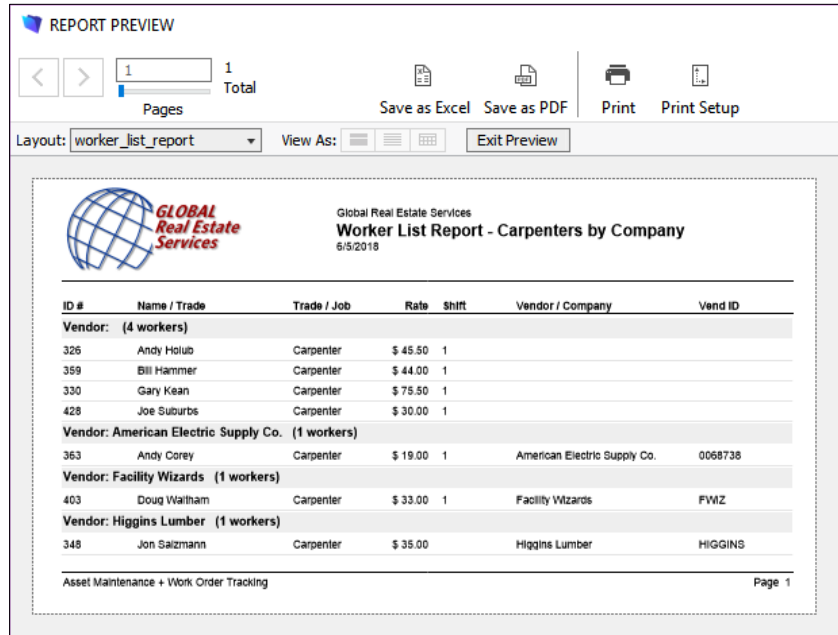 REPORT PREVIEW
1
1
Total
Pages
Save as Excel Save as PDF Print Print Setup
Layout: worker_list_report View As: Exit Preview
GLOBAL
Real Estate
Services
Global Real Estate Services
Worker List Report - Carpenters by Company
6/5/2018
ID # Name / Trade Trade / Job Rate Shift Vendor / Company Vend ID
Vendor: (4 workers)
326 Andy Holub Carpenter $ 45.50 1
359 Bill Hammer Carpenter $ 44.00 1
330 Gary Kean Carpenter $ 75.50 1
428 Joe Suburbs Carpenter $ 30.00 1
Vendor: American Electric Supply Co. (1 workers)
363 Andy Corey Carpenter $ 19.00 1 American Electric Supply Co. 0068738
Vendor: Facility Wizards (1 workers)
403 Doug Waltham Carpenter $ 33.00 1 Facility Wizards FWIZ
Vendor: Higgins Lumber (1 workers)
348 Jon Salzmann Carpenter $ 35.00 Higgins Lumber HIGGINS
Asset Maintenance + Work Order Tracking Page 1